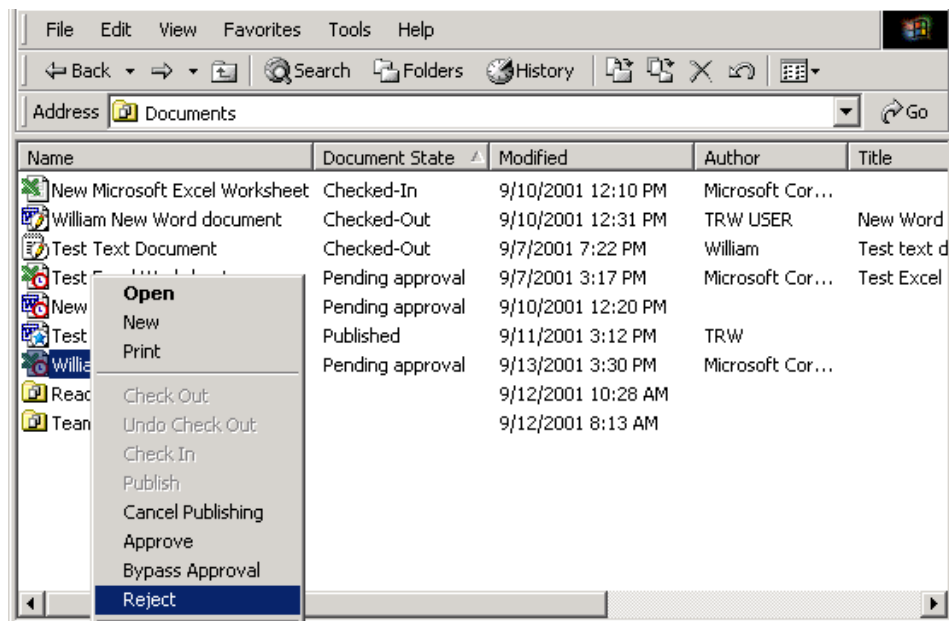 File Edit View Favorites Tools Help
Back Search Folders History
Address Documents Go
Name Document State Modified Author Title
New Microsoft Excel Worksheet Checked-In 9/10/2001 12:10 PM Microsoft Cor...
William New Word document Checked-Out 9/10/2001 12:31 PM TRW USER New Word
Test Text Document Checked-Out 9/7/2001 7:22 PM William Test text d
Test Pending approval 9/7/2001 3:17 PM Microsoft Cor... Test Excel
New Pending approval 9/10/2001 12:20 PM
Test Published 9/11/2001 3:12 PM TRW
Pending approval 9/13/2001 3:30 PM Microsoft Cor...
9/12/2001 10:28 AM
9/12/2001 8:13 AM
Open
New
Print
Check Out
Undo Check Out
Check In
Publish
Cancel Publishing
Approve
Bypass Approval
Reject